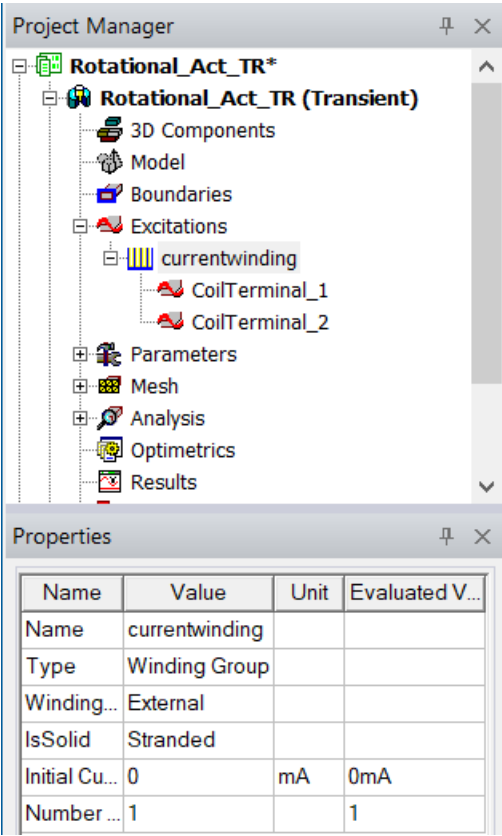 Project Manager
Rotational_Act_TR*
Rotational_Act_TR (Transient)
3D Components
Model
Boundaries
Excitations
currentwinding
CoilTerminal_1
CoilTerminal_2
Parameters
Mesh
Analysis
Optimetrics
Results
Properties
Name Value Unit Evaluated V...
Name currentwinding
Type Winding Group
Winding... External
IsSolid Stranded
Initial Cu... 0 mA 0mA
Number ... 1 1